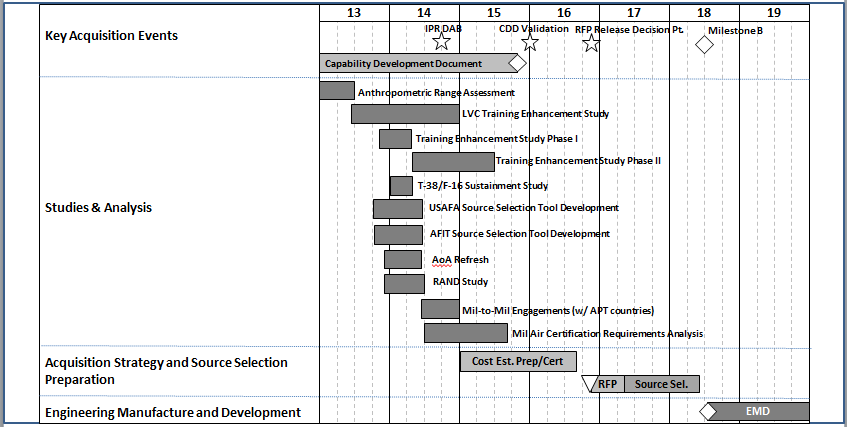 13 14 15 16 17 18 19
Key Acquisition Events
IPR DAB CDD Validation RFP Release Decision Pt. Milestone B
Capability Development Document
Studies & Analysis
Anthropometric Range Assessment
LVC Training Enhancement Study
Training Enhancement Study Phase I
Training Enhancement Study Phase II
T-38/F-16 Sustainment Study
USAFA Source Selection Tool Development
AFIT Source Selection Tool Development
AoA Refresh
RAND Study
Mil-to-Mil Engagements (w/ APT countries)
Mil Air Certification Requirements Analysis
Acquisition Strategy and Source Selection
Preparation
Cost Est. Prep/Cert
RFP Source Sel.
Engineering Manufacture and Development
EMD